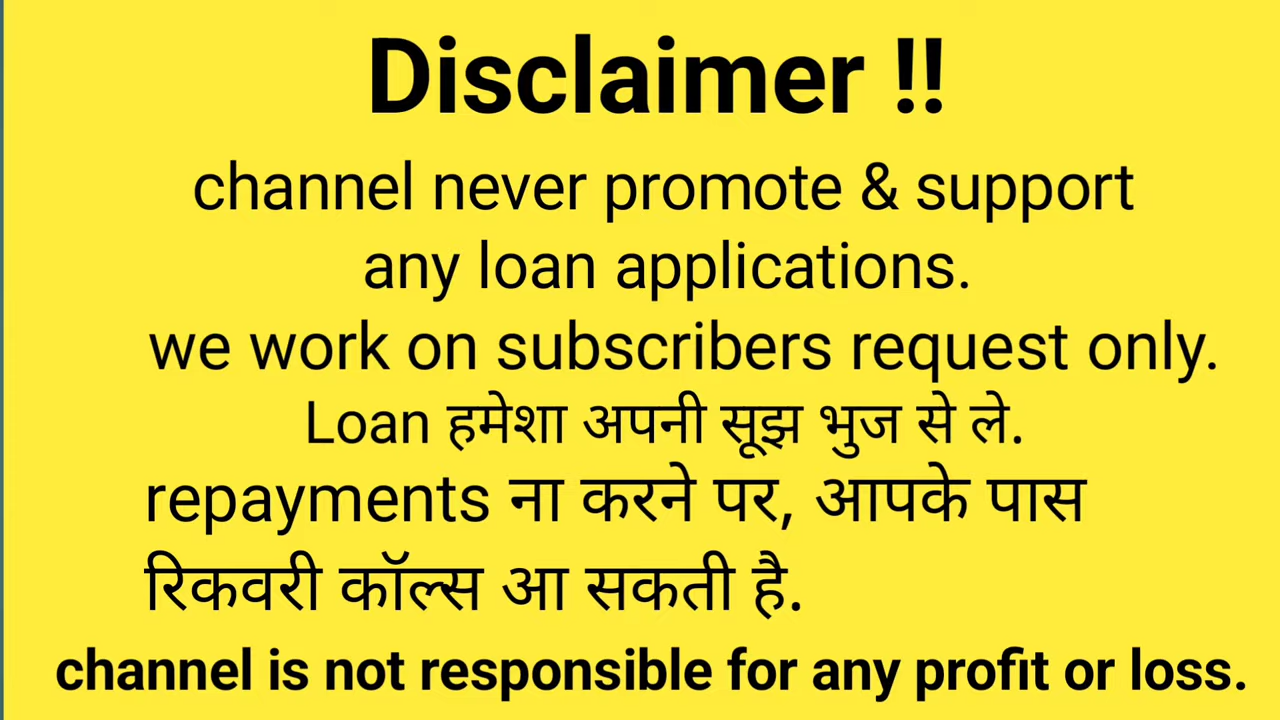 Disclaimer !!
channel never promote & support
any loan applications.
we work on subscribers request only.
Loan हमेशा अपनी सूझ भुज से ले.
repayments ना करने पर, आपके पास
रिकवरी कॉल्स आ सकती है.
channel is not responsible for any profit or loss.